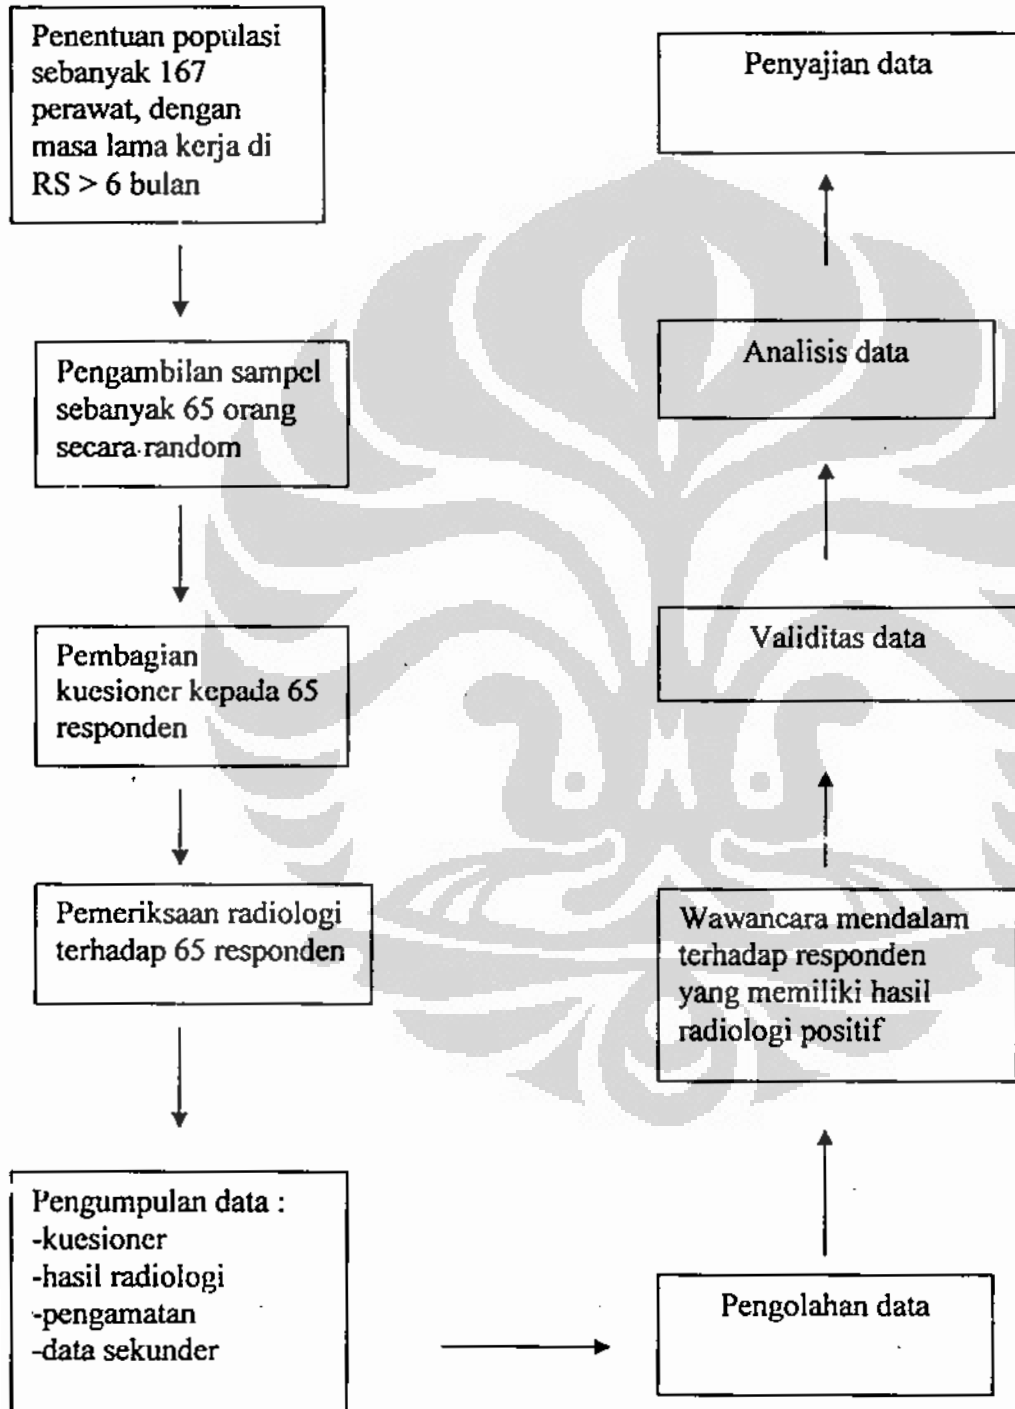 Penentuan populasi
sebanyak 167
perawat, dengan
masa lama kerja di
RS > 6 bulan
Pengambilan sampel
sebanyak 65 orang
secara random
Pembagian
kuesioner kepada 65
responden
Pemeriksaan radiologi
terhadap 65 responden
Pengumpulan data :
-kuesioner
-hasil radiologi
-pengamatan
-data sekunder
Pengolahan data
Wawancara mendalam
terhadap responden
yang memiliki hasil
radiologi positif
Validitas data
Analisis data
Penyajian data